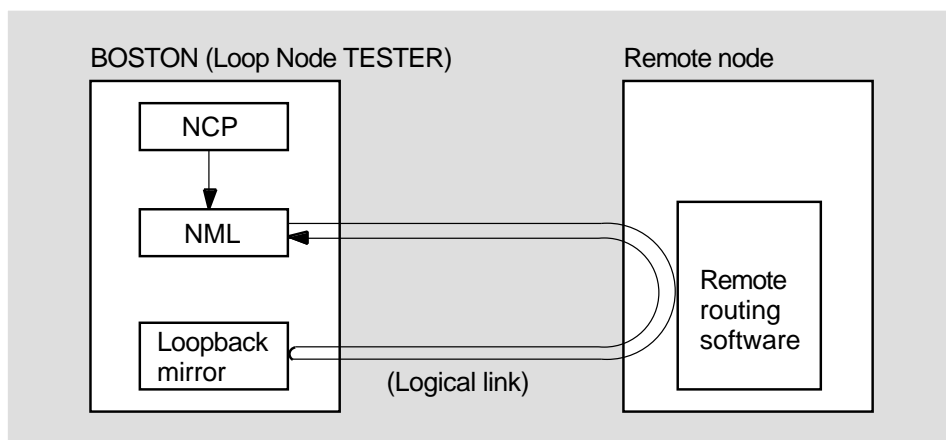 BOSTON (Loop Node TESTER)
Remote node
NCP
NML
Remote
routing
software
Loopback
mirror
(Logical link)